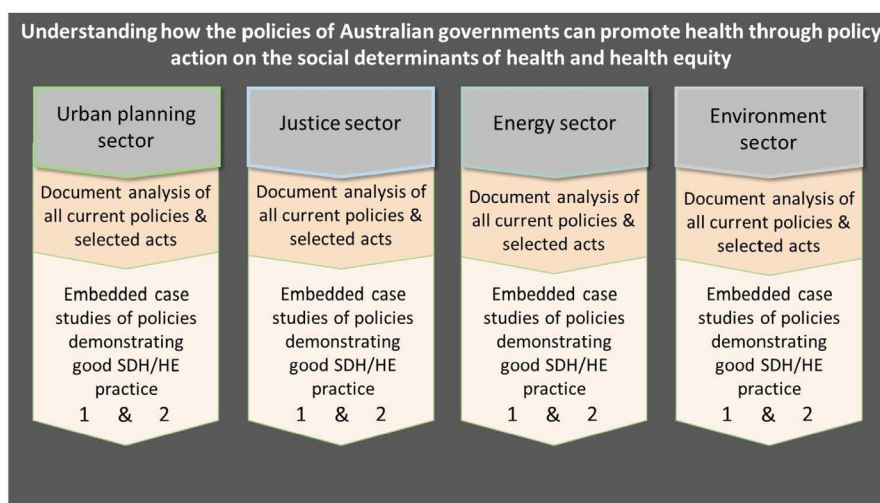 Understanding how the policies of Australian governments can promote health through policy
action on the social determinants of health and health equity
Urban planning
sector
Document analysis of
all current policies &
selected acts
Embedded case
studies of policies
demonstrating
good SDH/HE
practice
1 & 2
Justice sector
Document analysis of
all current policies &
selected acts
Embedded case
studies of policies
demonstrating
good SDH/HE
practice
1 & 2
Energy sector
Document analysis of
all current policies &
selected acts
Embedded case
studies of policies
demonstrating
good SDH/HE
practice
1 & 2
Environment
sector
Document analysis of
all current policies &
selected acts
Embedded case
studies of policies
demonstrating
good SDH/HE
practice
1 & 2